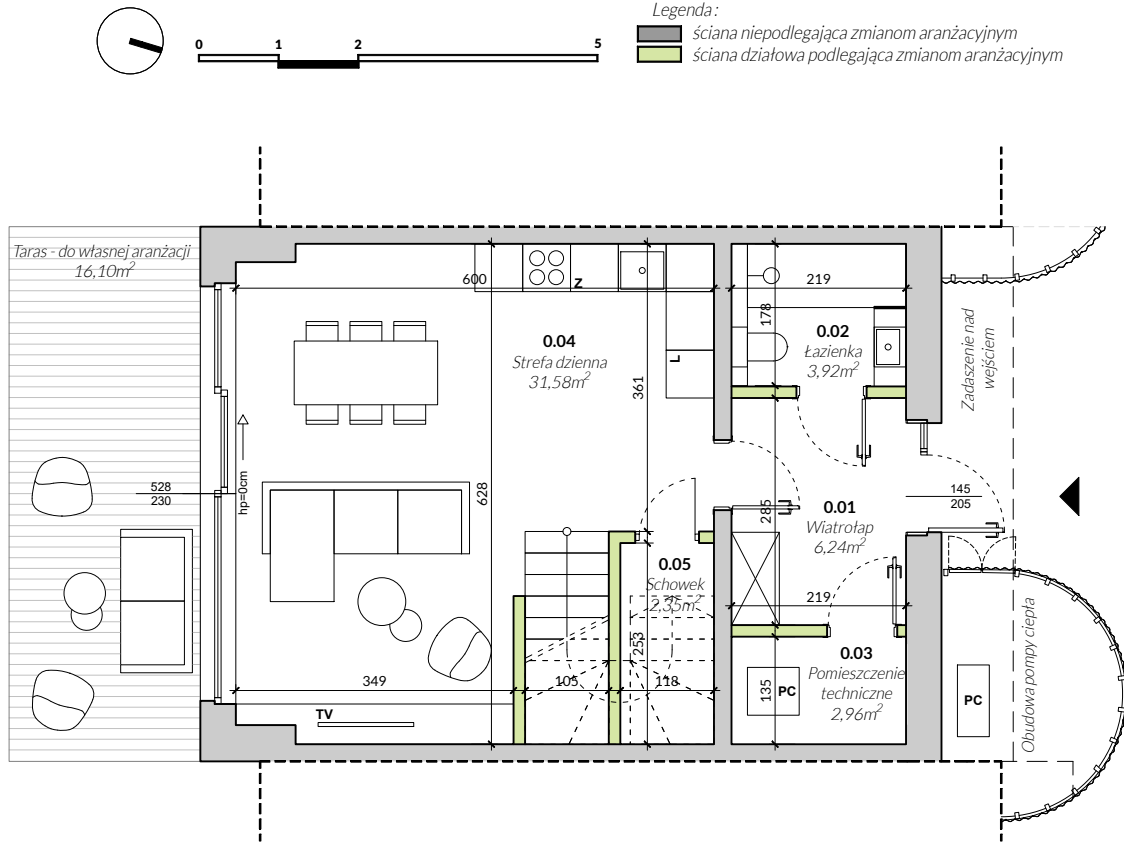 Legenda :
0 1 2 5
ściana niepodlegająca zmianom aranżacyjnym
ściana działowa podlegająca zmianom aranżacyjnym
Taras - do własnej aranżacji
16,10m²
600
Z
219
178
0.04
Strefa dzienna
31,58m²
L
361
0.02
Łazienka
3,92m²
Zadaszenie nad
wejściem
hp=0cm
528
230
628
285
0.01
Wiatrołap
6,24m²
145
205
0.05
Schowek
2,35m²
219
253
0.03
Pomieszczenie
techniczne
2,96m²
349
105
118
135
PC
PC
Obudowa pompy ciepła
TV